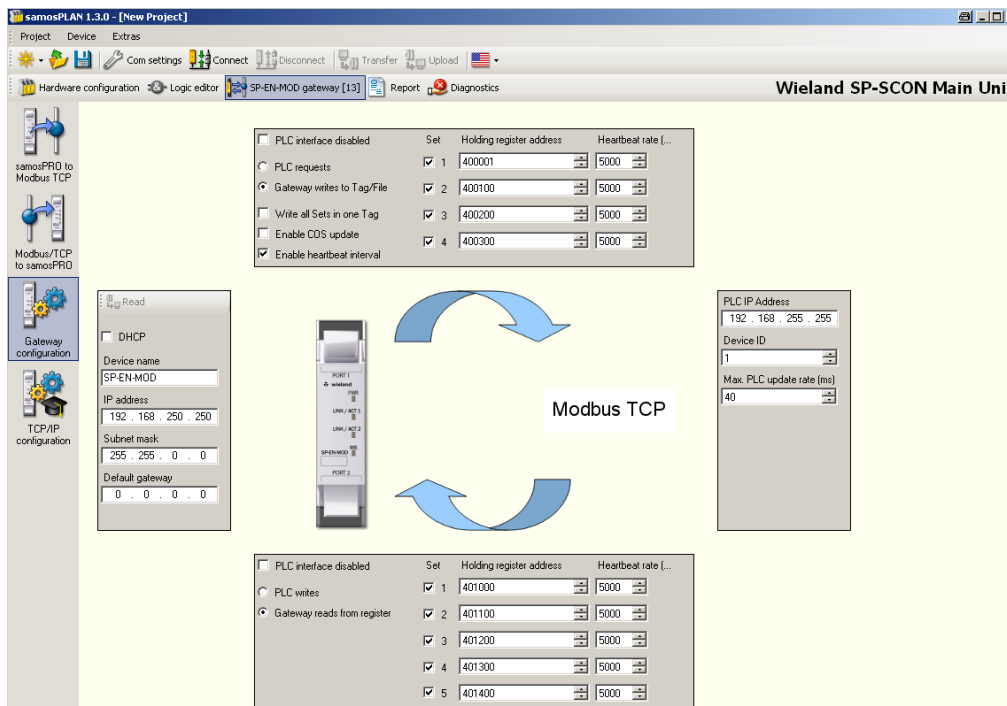 samosPLAN 1.3.0 - [New Project]
Project Device Extras
Com settings Connect Disconnect Transfer Upload
Hardware configuration Logic editor SP-EN-MOD gateway [13] Report Diagnostics Wieland SP-SCON Main Uni
samosPRO to
Modbus TCP
Modbus/TCP
to samosPRO
Gateway
configuration
TCP/IP
configuration
PLC interface disabled Set Holding register address Heartbeat rate (...
1 400001 5000
PLC requests
Gateway writes to Tag/File 2 400100 5000
Write all Sets in one Tag 3 400200 5000
Enable COS update
4 400300 5000
Enable heartbeat interval
Read
DHCP
Device name
SP-EN-MOD
IP address
192 . 168 . 250 . 250
Subnet mask
255 . 255 . 0 . 0
Default gateway
0 . 0 . 0 . 0
PORT 1
wieland
PWR
LINK / ACT 1
LINK / ACT 2
MS
SP-EN-MOD
PORT 2
Modbus TCP
PLC IP Address
192 . 168 . 255 . 255
Device ID
1
Max. PLC update rate (ms)
40
PLC interface disabled Set Holding register address Heartbeat rate (...
1 401000 5000
PLC writes
Gateway reads from register 2 401100 5000
3 401200 5000
4 401300 5000
5 401400 5000